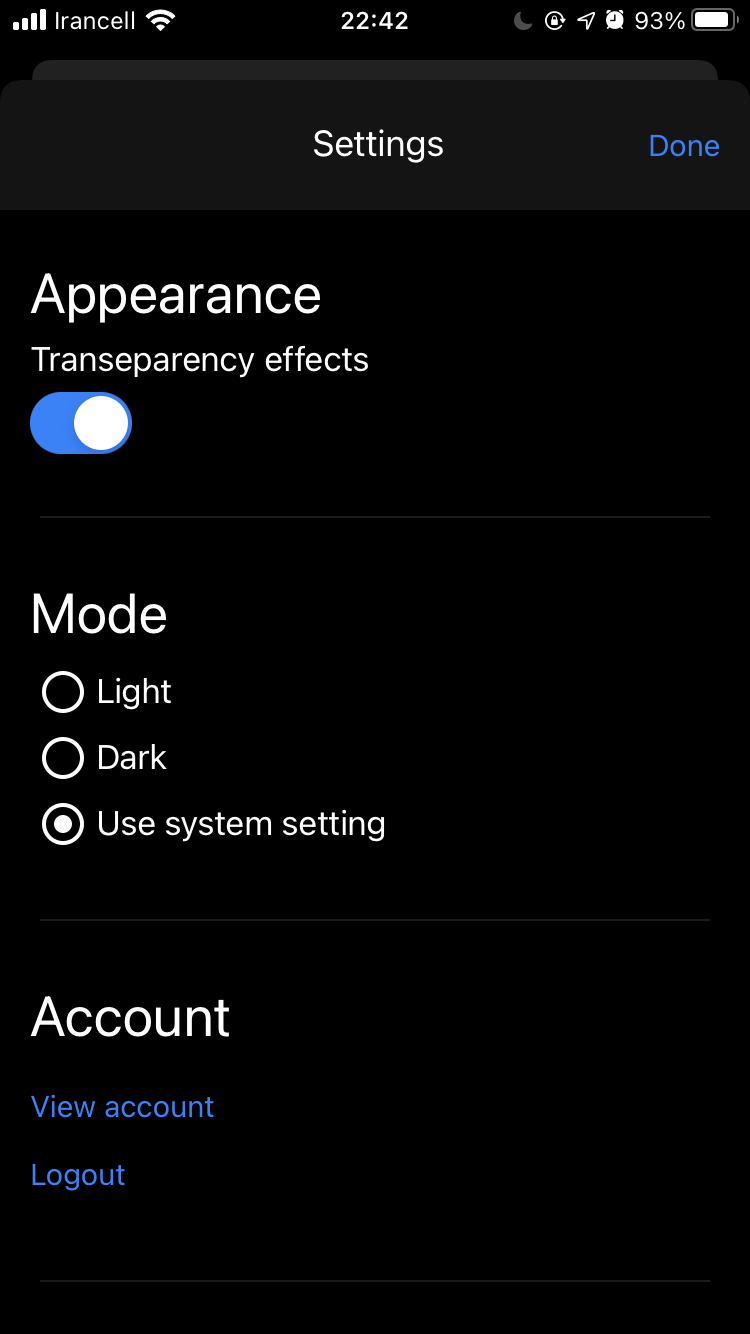 Irancell 22:42 93%
Settings Done
Appearance
Transeparency effects
Mode
Light
Dark
Use system setting
Account
View account
Logout